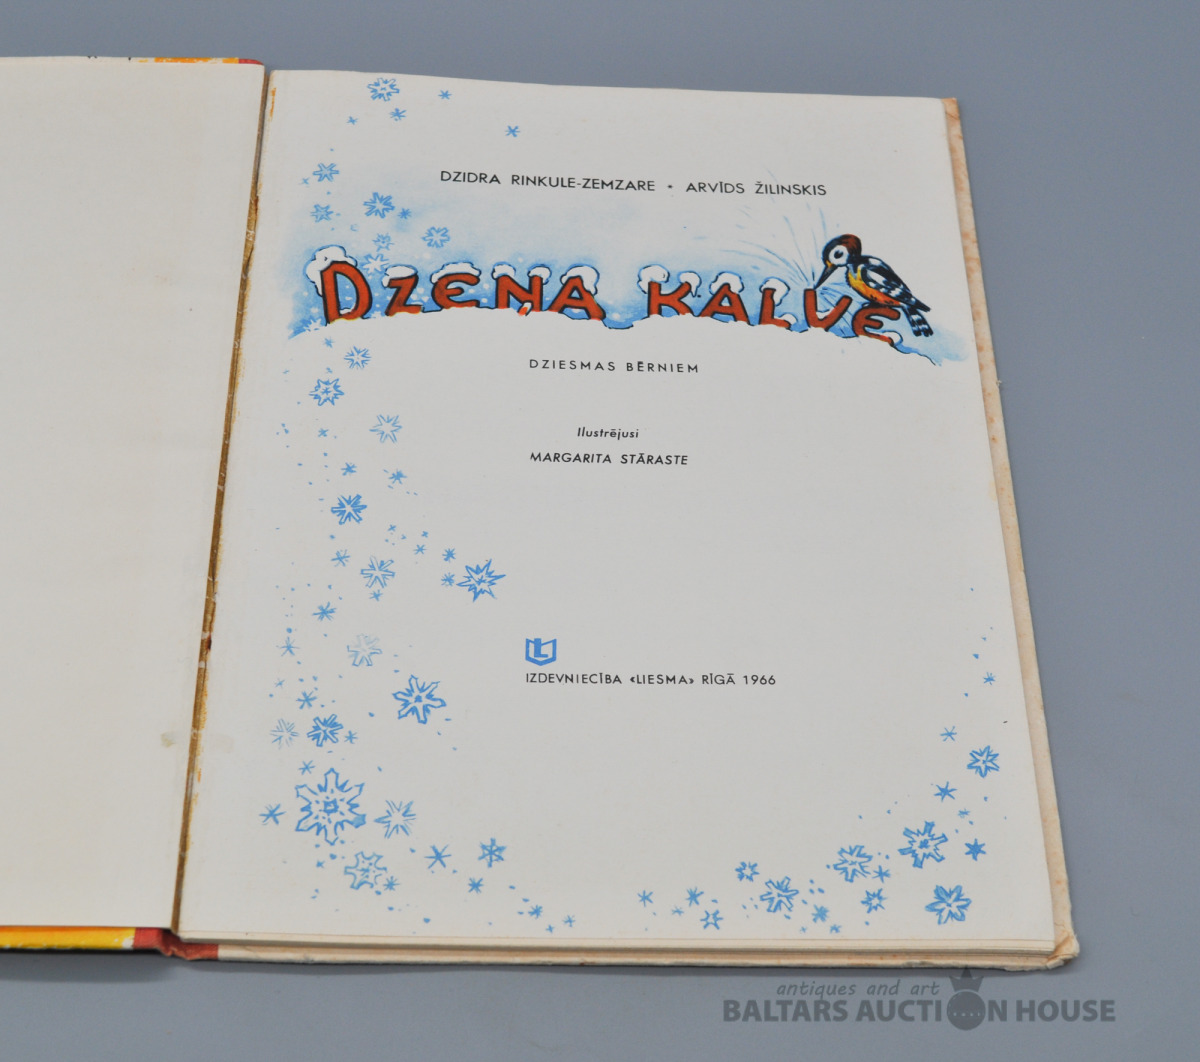 DZIDRA RINKULE-ZEMZARE • ARVĪDS ŽILINSKIS
DZEŅA KALVE
DZIESMAS BĒRNIEM
Ilustrējusi
MARGARITA STĀRASTE
L
IZDEVNIECĪBA «LIESMA» RĪGĀ 1966
antiques and art
BALTARS AUCTION HOUSE